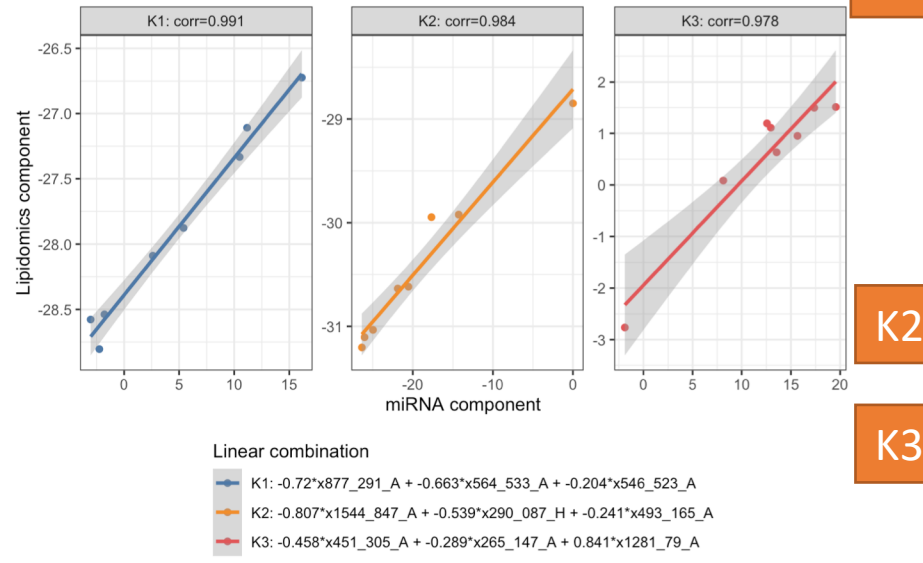 K1: corr=0.991
K2: corr=0.984
K3: corr=0.978
Lipidomics component
-26.5
-27.0
-27.5
-28.0
-28.5
-29
-30
-31
2
1
0
-1
-2
-3
0 5 10 15
-20 -10 0
0 5 10 15 20
miRNA component
K2
K3
Linear combination
K1: -0.72*x877_291_A + -0.663*x564_533_A + -0.204*x546_523_A
K2: -0.807*x1544_847_A + -0.539*x290_087_H + -0.241*x493_165_A
K3: -0.458*x451_305_A + -0.289*x265_147_A + 0.841*x1281_79_A